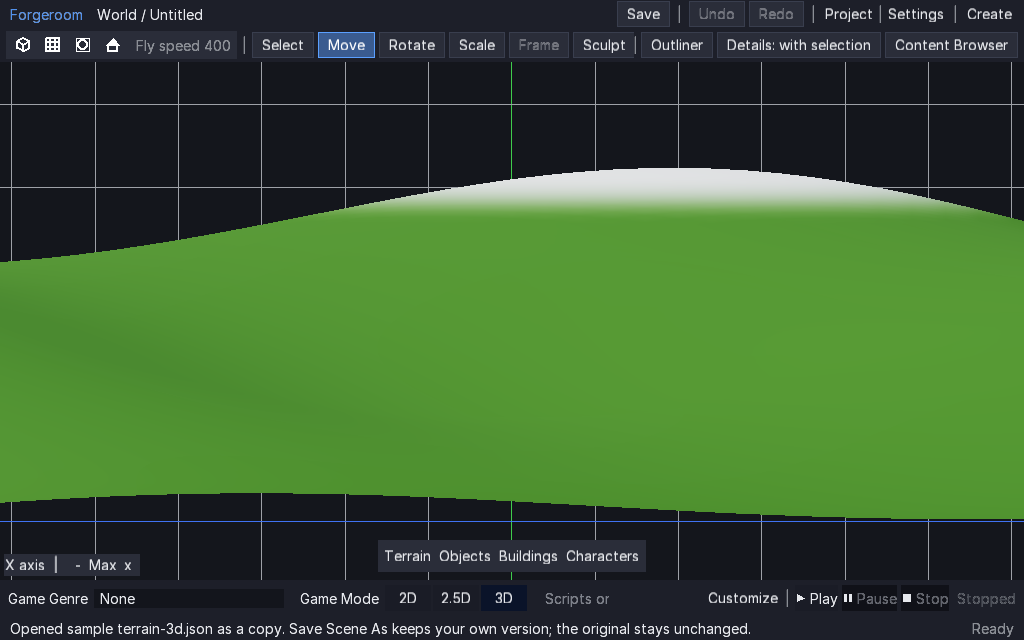 Forgeroom World / Untitled Save Undo Redo Project Settings Create
Fly speed 400 Select Move Rotate Scale Frame Sculpt Outliner Details: with selection Content Browser
Terrain Objects Buildings Characters
X axis - Max x
Game Genre None Game Mode 2D 2.5D 3D Scripts or Customize Play Pause Stop Stopped
Opened sample terrain-3d.json as a copy. Save Scene As keeps your own version; the original stays unchanged. Ready